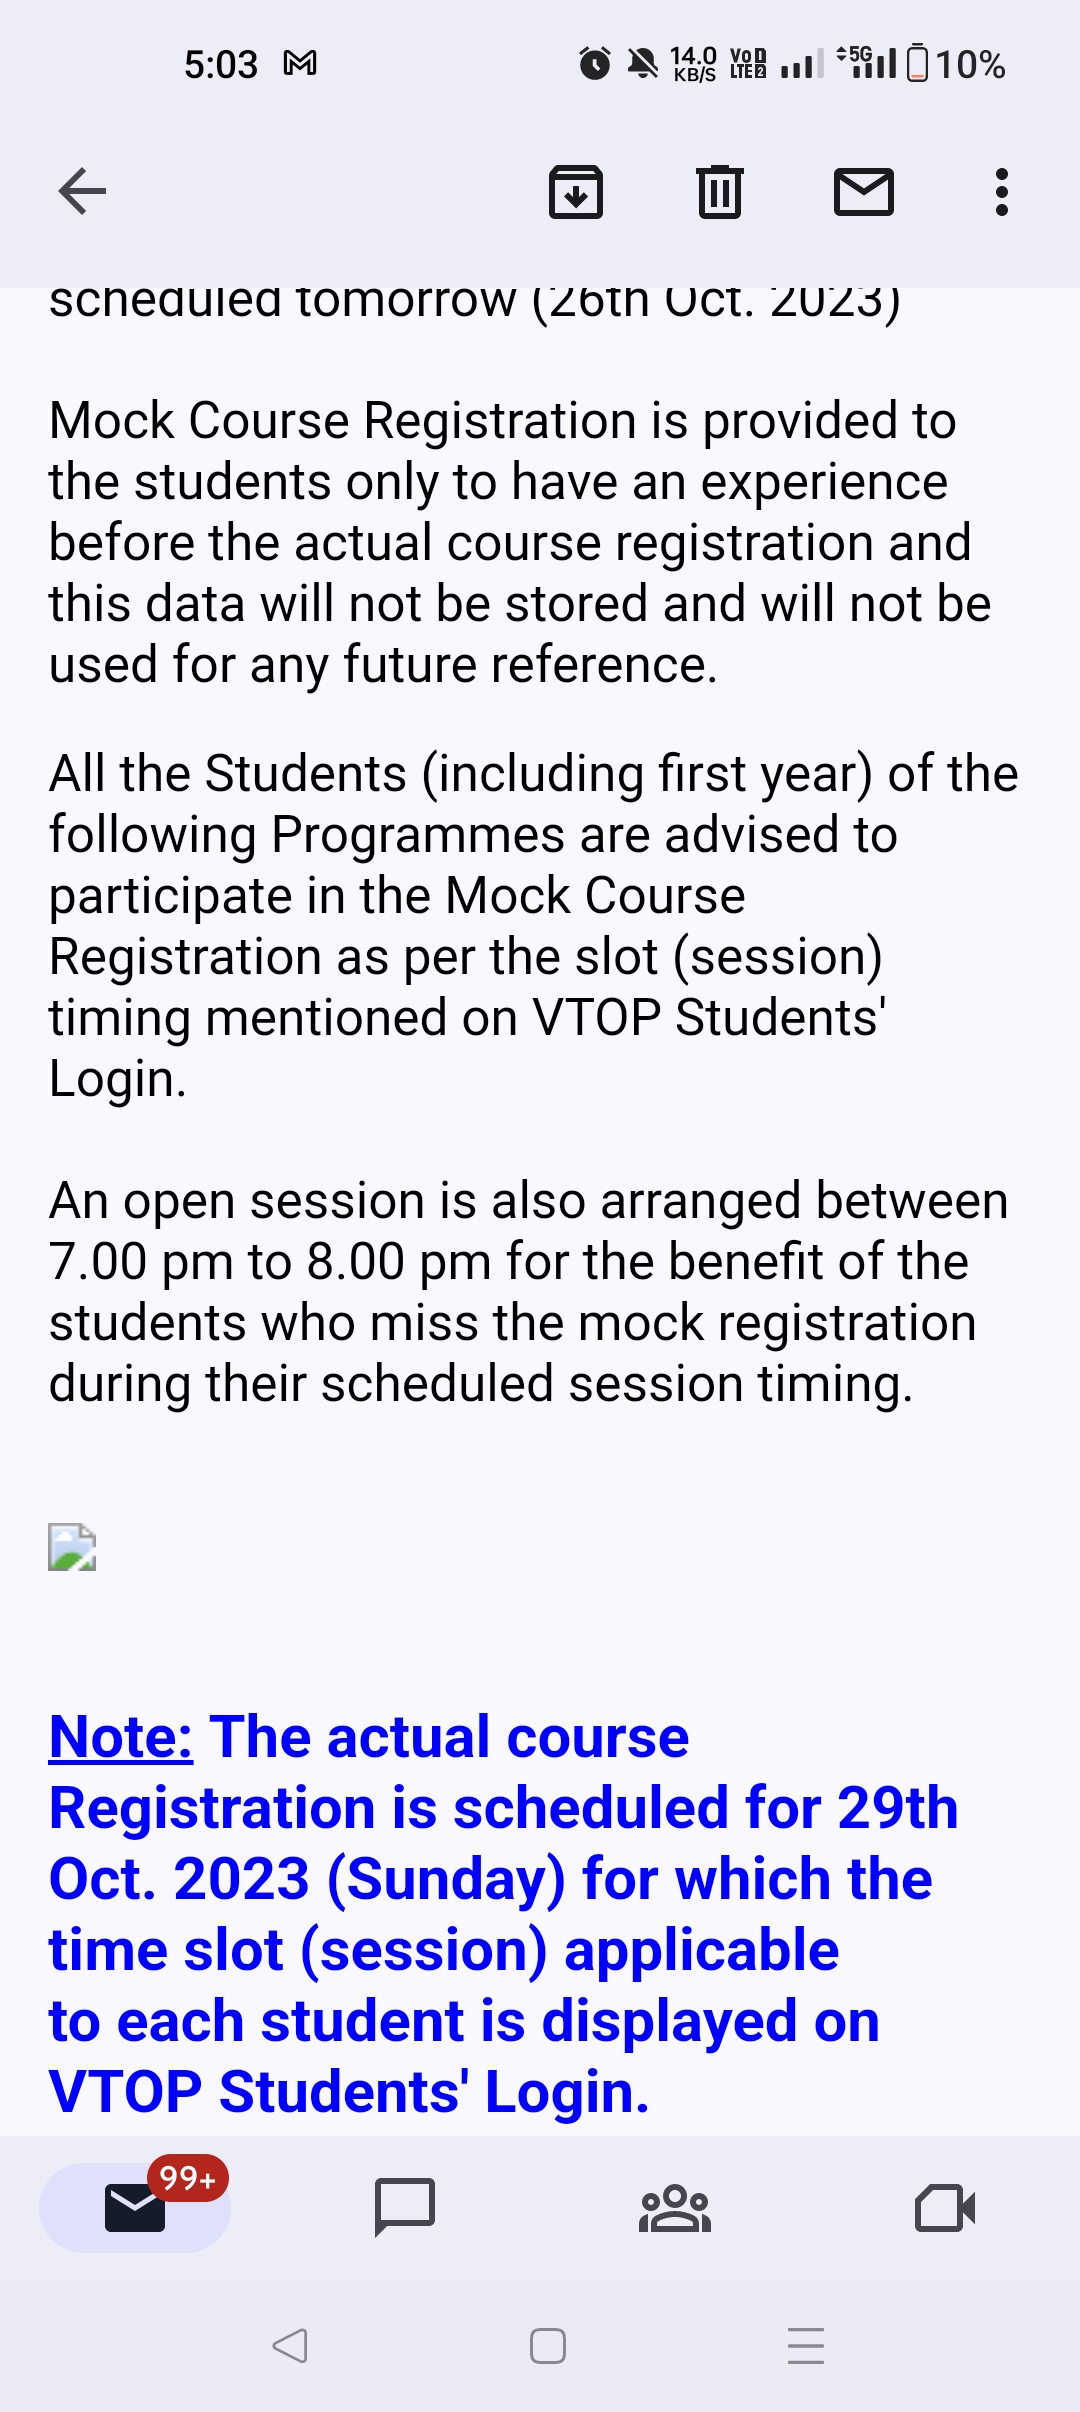 5:03 14.0 KB/S VoLTE 1 2 5G 10%
scheduled tomorrow (26th Oct. 2023)
Mock Course Registration is provided to
the students only to have an experience
before the actual course registration and
this data will not be stored and will not be
used for any future reference.
All the Students (including first year) of the
following Programmes are advised to
participate in the Mock Course
Registration as per the slot (session)
timing mentioned on VTOP Students'
Login.
An open session is also arranged between
7.00 pm to 8.00 pm for the benefit of the
students who miss the mock registration
during their scheduled session timing.
Note: The actual course
Registration is scheduled for 29th
Oct. 2023 (Sunday) for which the
time slot (session) applicable
to each student is displayed on
VTOP Students' Login.
99+